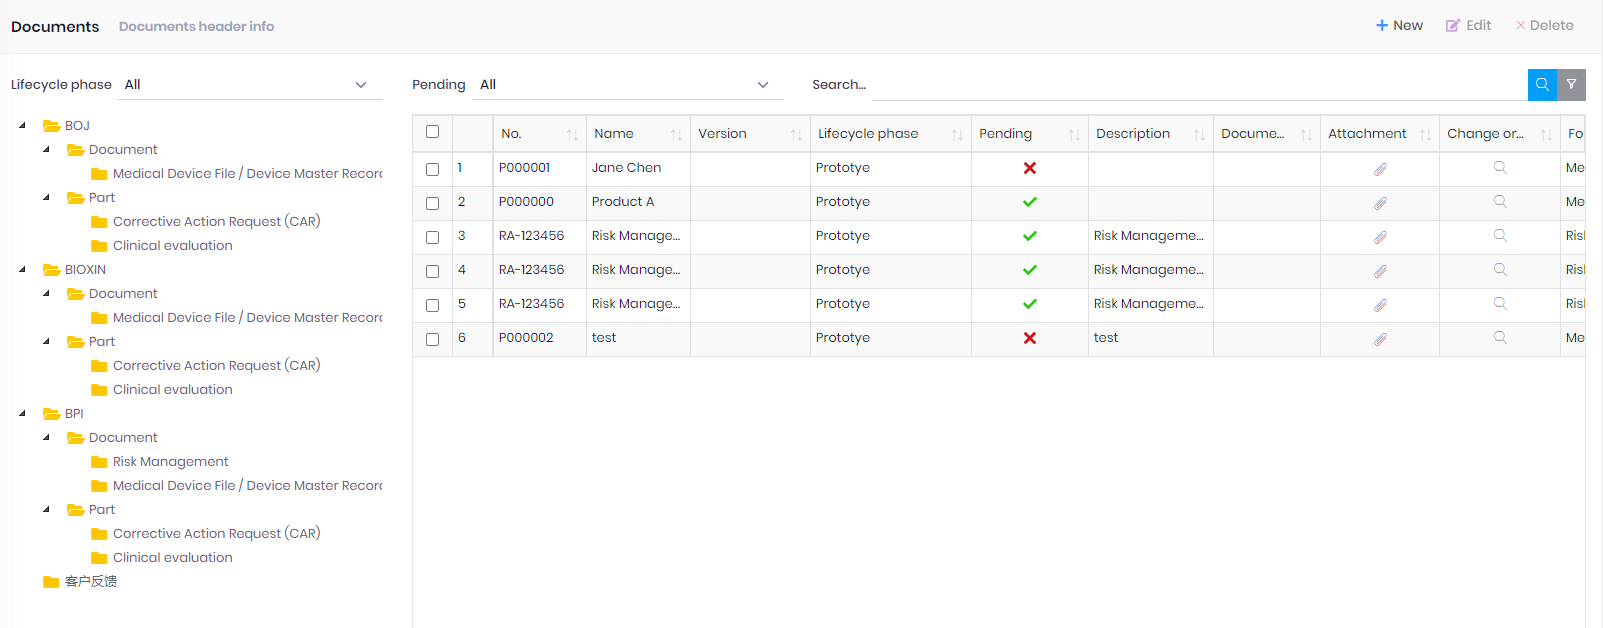 Documents Documents header info New Edit Delete
Lifecycle phase All Pending All Search...
BOJ
Document
Medical Device File / Device Master Recor
Part
Corrective Action Request (CAR)
Clinical evaluation
BIOXIN
Document
Medical Device File / Device Master Recor
Part
Corrective Action Request (CAR)
Clinical evaluation
BPI
Document
Risk Management
Medical Device File / Device Master Recor
Part
Corrective Action Request (CAR)
Clinical evaluation
客户反馈
No. Name Version Lifecycle phase Pending Description Docume... Attachment Change or... Fo
1 P000001 Jane Chen Prototye Me
2 P000000 Product A Prototye Me
3 RA-123456 Risk Manage... Prototye Risk Manageme... Risl
4 RA-123456 Risk Manage... Prototye Risk Manageme... Risl
5 RA-123456 Risk Manage... Prototye Risk Manageme... Risl
6 P000002 test Prototye test Me